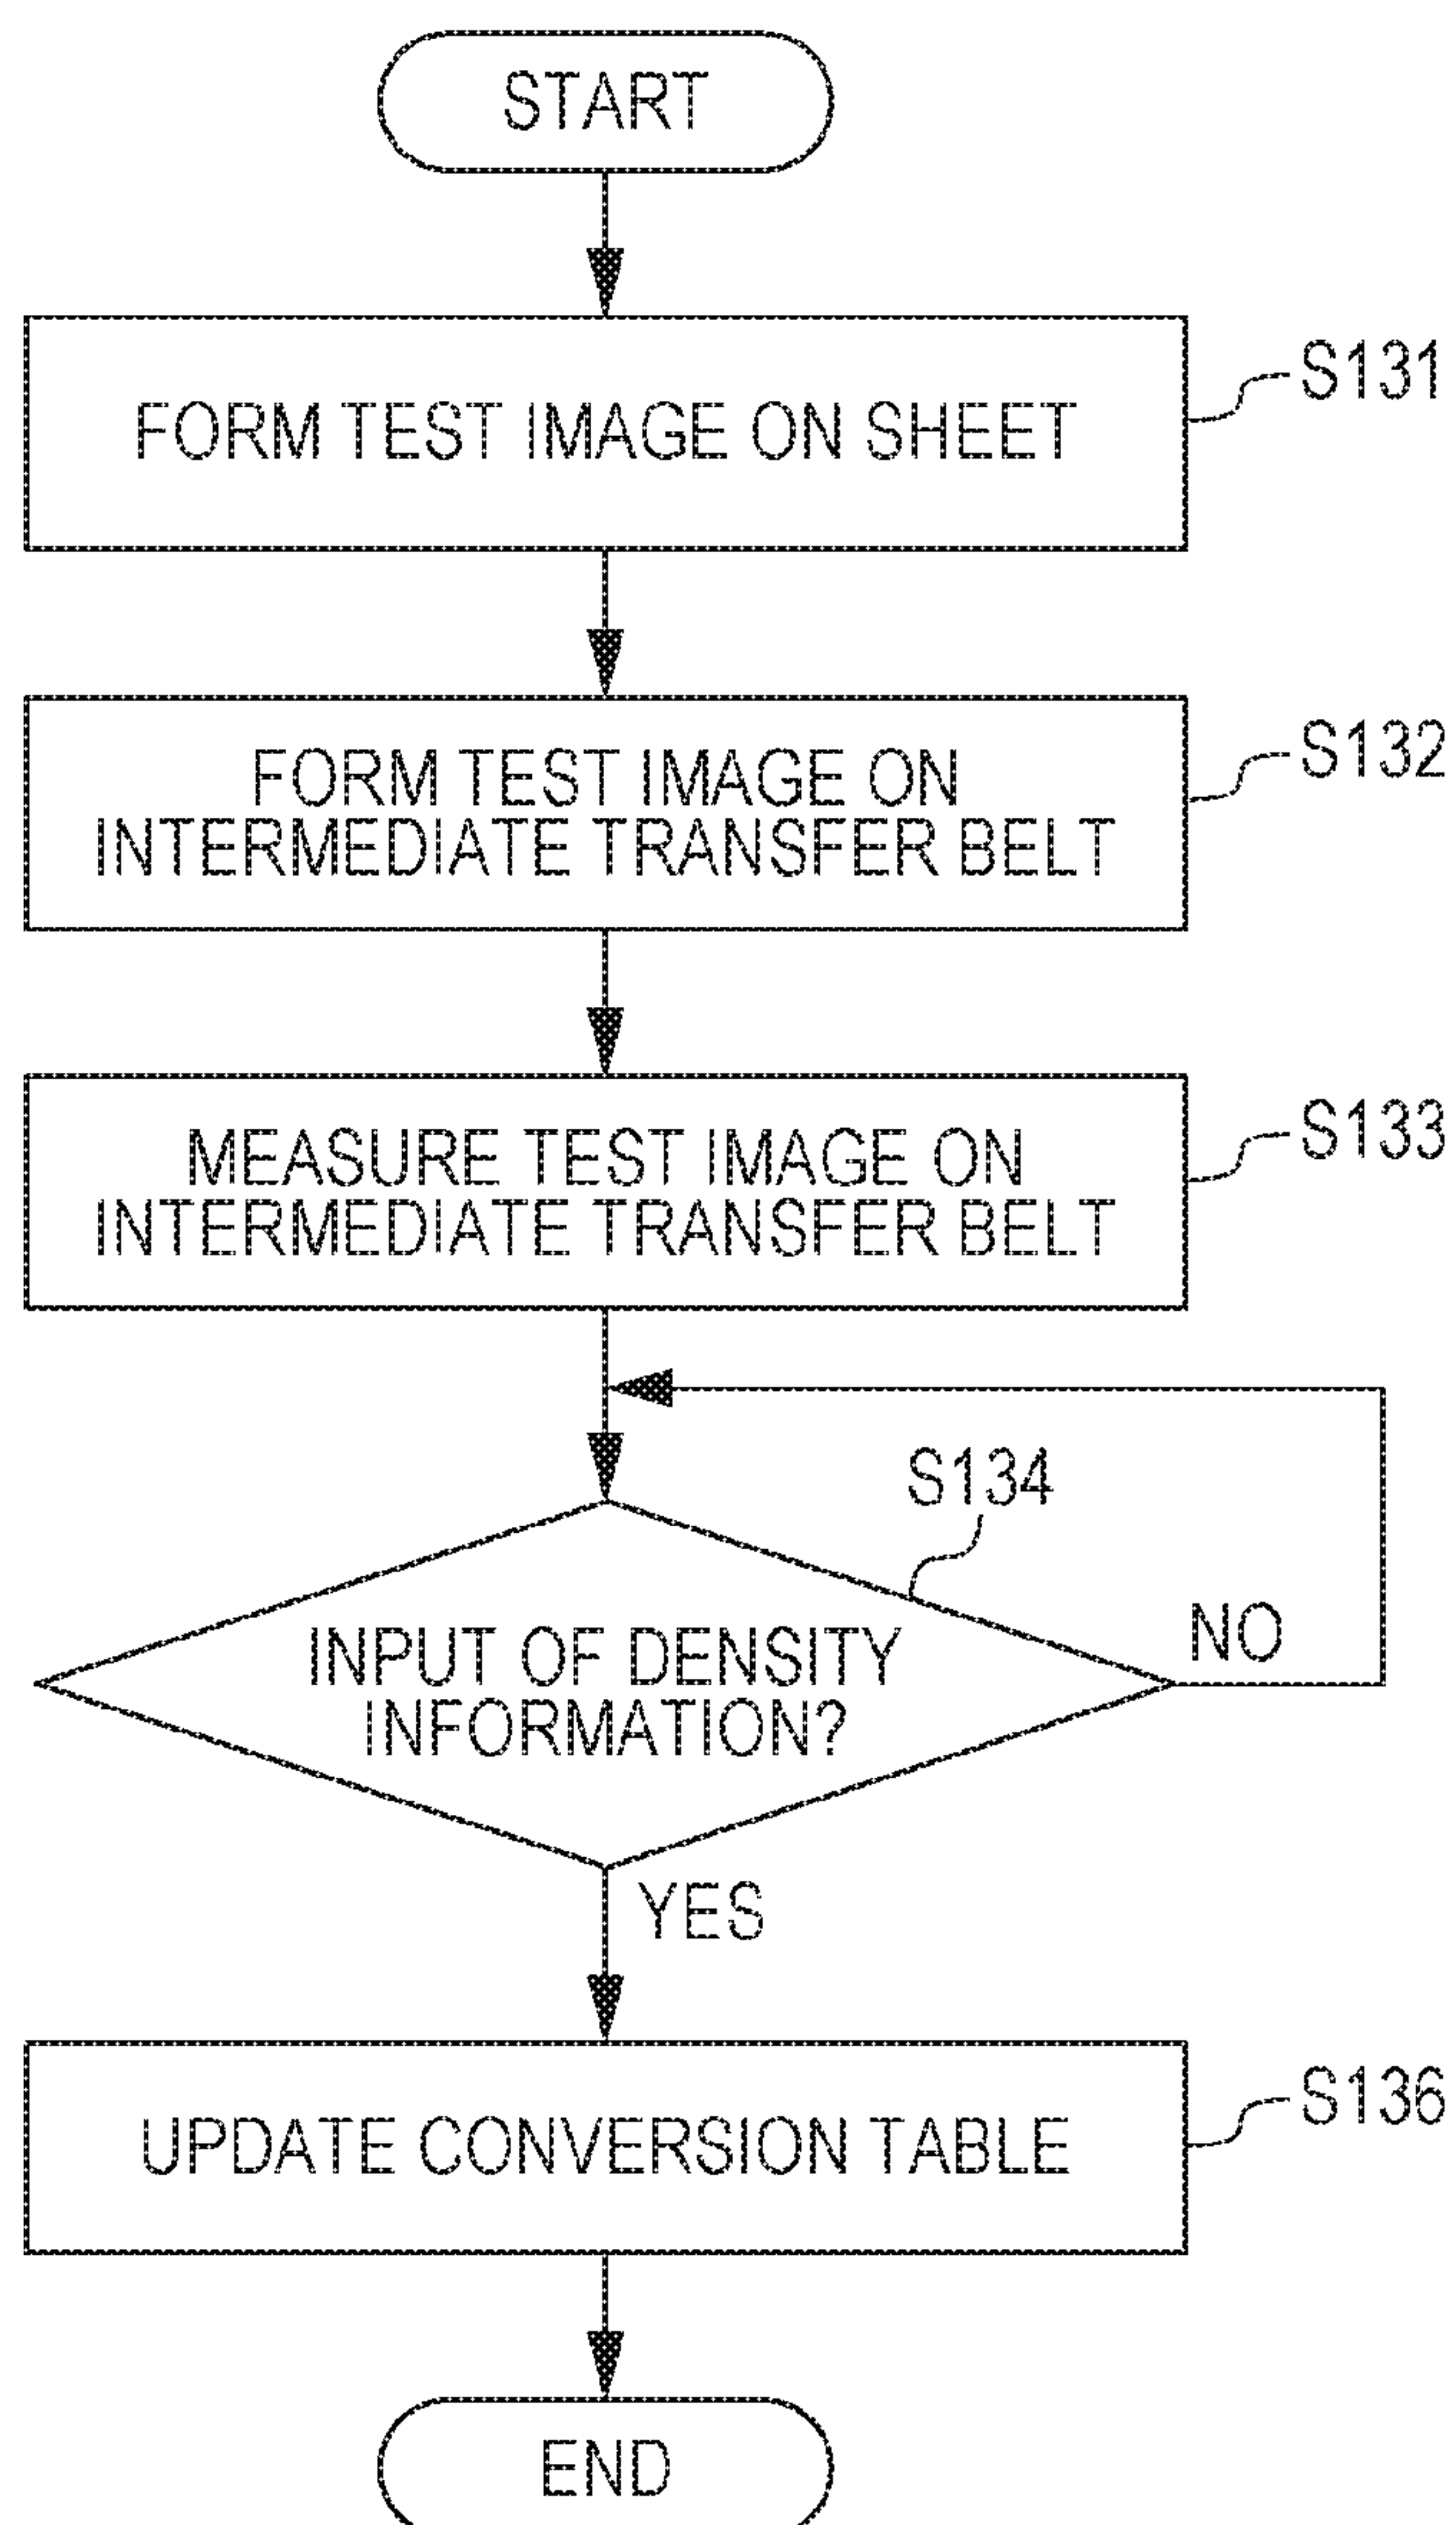 START
FORM TEST IMAGE ON SHEET
S131
FORM TEST IMAGE ON
INTERMEDIATE TRANSFER BELT
S132
MEASURE TEST IMAGE ON
INTERMEDIATE TRANSFER BELT
S133
S134
INPUT OF DENSITY
INFORMATION?
NO
YES
UPDATE CONVERSION TABLE
S136
END